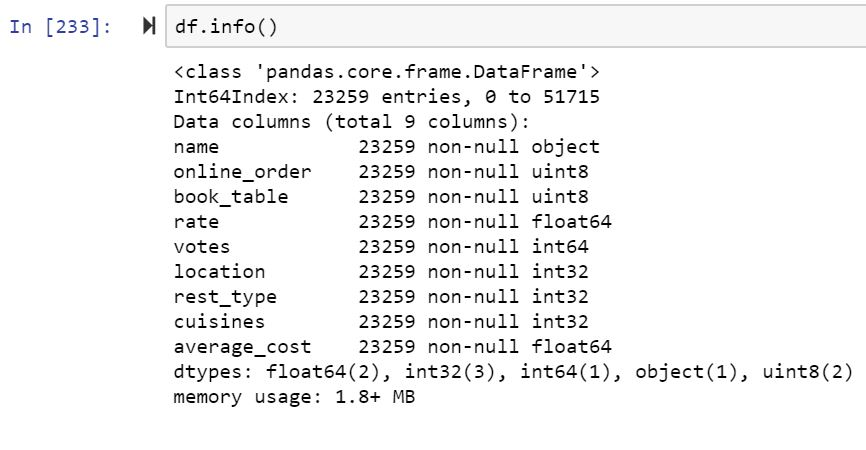 In [233]: df.info()
<class 'pandas.core.frame.DataFrame'>
Int64Index: 23259 entries, 0 to 51715
Data columns (total 9 columns):
name            23259 non-null object
online_order    23259 non-null uint8
book_table      23259 non-null uint8
rate            23259 non-null float64
votes           23259 non-null int64
location        23259 non-null int32
rest_type       23259 non-null int32
cuisines        23259 non-null int32
average_cost    23259 non-null float64
dtypes: float64(2), int32(3), int64(1), object(1), uint8(2)
memory usage: 1.8+ MB